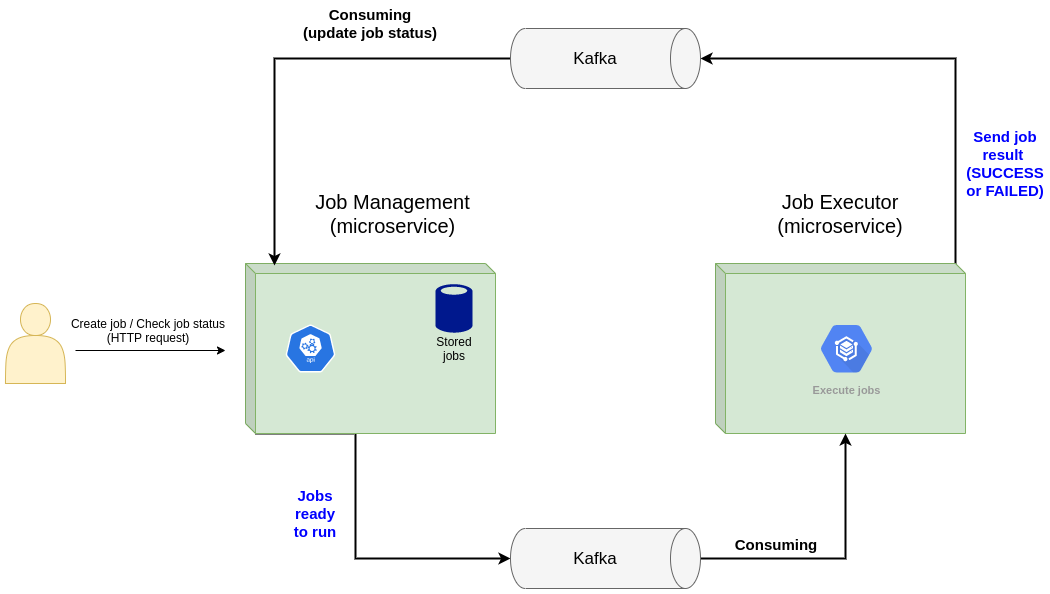 Consuming
(update job status)
Kafka
Send job
result
(SUCCESS
or FAILED)
Job Management
(microservice)
Job Executor
(microservice)
Create job / Check job status
(HTTP request)
api
Stored
jobs
Execute jobs
Jobs
ready
to run
Kafka
Consuming